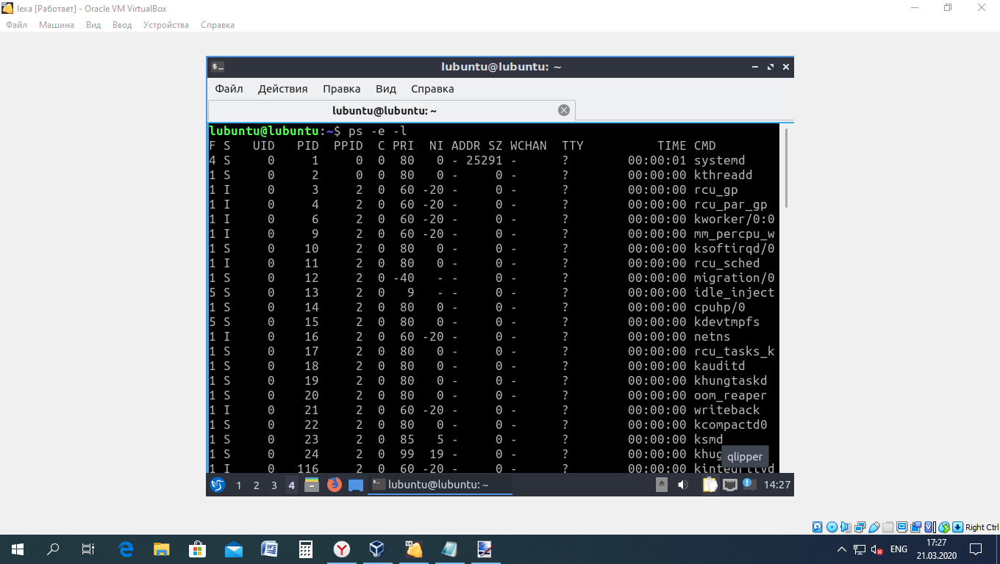 lexa [Работает] - Oracle VM VirtualBox
Файл Машина Вид Ввод Устройства Справка
lubuntu@lubuntu: ~
Файл Действия Правка Вид Справка
lubuntu@lubuntu: ~
lubuntu@lubuntu:~$ ps -e -l
F S UID PID PPID C PRI NI ADDR SZ WCHAN TTY TIME CMD
4 S 0 1 0 0 80 0 - 25291 - ? 00:00:01 systemd
1 S 0 2 0 0 80 0 - 0 - ? 00:00:00 kthreadd
1 I 0 3 2 0 60 -20 - 0 - ? 00:00:00 rcu_gp
1 I 0 4 2 0 60 -20 - 0 - ? 00:00:00 rcu_par_gp
1 I 0 6 2 0 60 -20 - 0 - ? 00:00:00 kworker/0:0
1 I 0 9 2 0 60 -20 - 0 - ? 00:00:00 mm_percpu_w
1 S 0 10 2 0 80 0 - 0 - ? 00:00:00 ksoftirqd/0
1 I 0 11 2 0 80 0 - 0 - ? 00:00:00 rcu_sched
1 S 0 12 2 0 -40 - - 0 - ? 00:00:00 migration/0
5 S 0 13 2 0 9 - - 0 - ? 00:00:00 idle_inject
1 S 0 14 2 0 80 0 - 0 - ? 00:00:00 cpuhp/0
5 S 0 15 2 0 80 0 - 0 - ? 00:00:00 kdevtmpfs
1 I 0 16 2 0 60 -20 - 0 - ? 00:00:00 netns
1 S 0 17 2 0 80 0 - 0 - ? 00:00:00 rcu_tasks_k
1 S 0 18 2 0 80 0 - 0 - ? 00:00:00 kauditd
1 S 0 19 2 0 80 0 - 0 - ? 00:00:00 khungtaskd
1 S 0 20 2 0 80 0 - 0 - ? 00:00:00 oom_reaper
1 I 0 21 2 0 60 -20 - 0 - ? 00:00:00 writeback
1 S 0 22 2 0 80 0 - 0 - ? 00:00:00 kcompactd0
1 S 0 23 2 0 85 5 - 0 - ? 00:00:00 ksmd
1 S 0 24 2 0 99 19 - 0 - ? 00:00:00
qlipper
1 I 0 116 2 0 60 -20 - 0 - ? 00:00:00 kintegrityd
1 2 3 4 lubuntu@lubuntu: ~ 14:27
Right Ctrl
ENG 17:27
21.03.2020